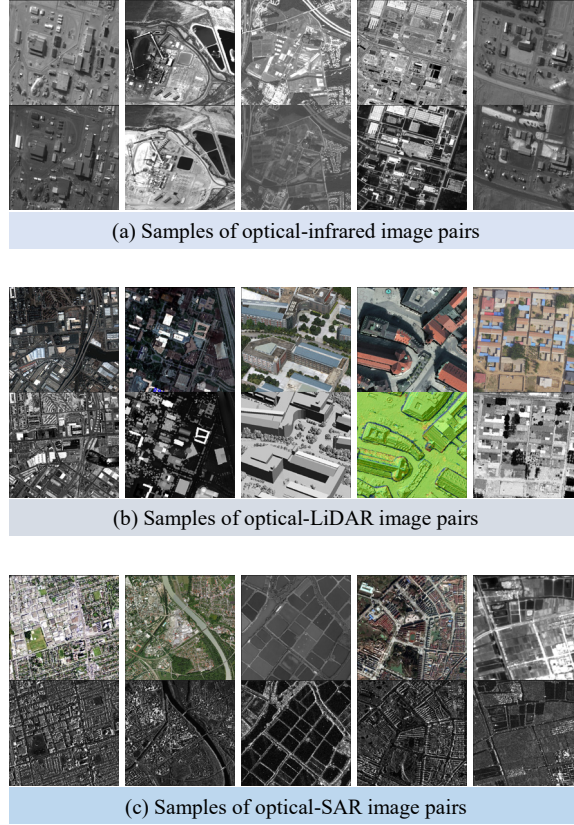 (a) Samples of optical-infrared image pairs
(b) Samples of optical-LiDAR image pairs
(c) Samples of optical-SAR image pairs